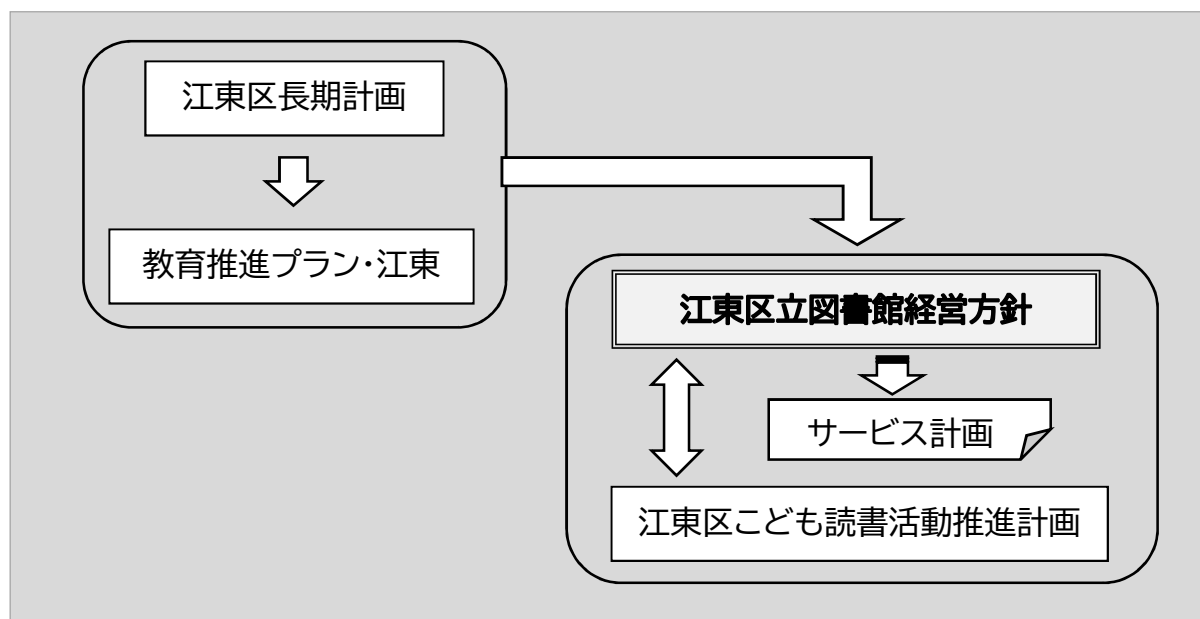 江東区長期計画
教育推進プラン・江東
江東区立図書館経営方針
サービス計画
江東区こども読書活動推進計画